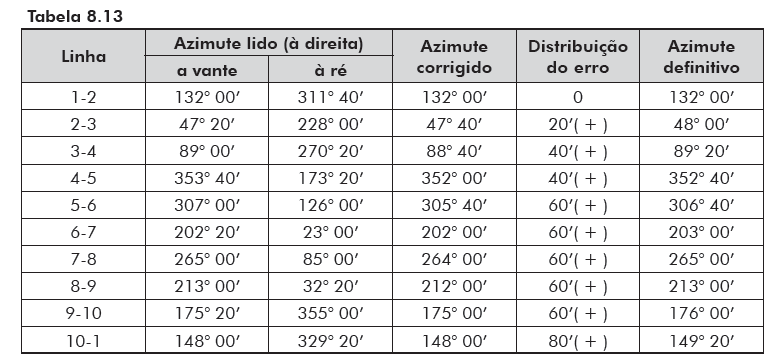 Tabela 8.13
Linha Azimute lido (à direita) Azimute corrigido Distribuição do erro Azimute definitivo
a vante à ré
1-2 132° 00′ 311° 40′ 132° 00′ 0 132° 00′
2-3 47° 20′ 228° 00′ 47° 40′ 20′( + ) 48° 00′
3-4 89° 00′ 270° 20′ 88° 40′ 40′( + ) 89° 20′
4-5 353° 40′ 173° 20′ 352° 00′ 40′( + ) 352° 40′
5-6 307° 00′ 126° 00′ 305° 40′ 60′( + ) 306° 40′
6-7 202° 20′ 23° 00′ 202° 00′ 60′( + ) 203° 00′
7-8 265° 00′ 85° 00′ 264° 00′ 60′( + ) 265° 00′
8-9 213° 00′ 32° 20′ 212° 00′ 60′( + ) 213° 00′
9-10 175° 20′ 355° 00′ 175° 00′ 60′( + ) 176° 00′
10-1 148° 00′ 329° 20′ 148° 00′ 80′( + ) 149° 20′